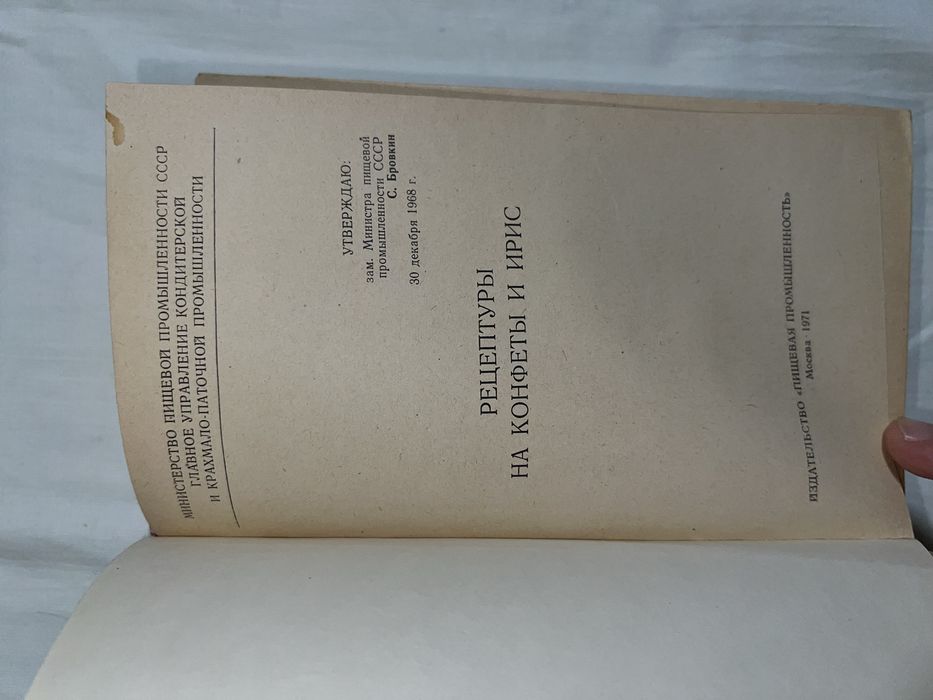 МИНИСТЕРСТВО ПИЩЕВОЙ ПРОМЫШЛЕННОСТИ СССР
ГЛАВНОЕ УПРАВЛЕНИЕ КОНДИТЕРСКОЙ
И КРАХМАЛО-ПАТОЧНОЙ ПРОМЫШЛЕННОСТИ
УТВЕРЖДАЮ:
зам. Министра пищевой
промышленности СССР
С. Бровкин
30 декабря 1968 г.
РЕЦЕПТУРЫ
НА КОНФЕТЫ И ИРИС
ИЗДАТЕЛЬСТВО «ПИЩЕВАЯ ПРОМЫШЛЕННОСТЬ»
Москва · 1971